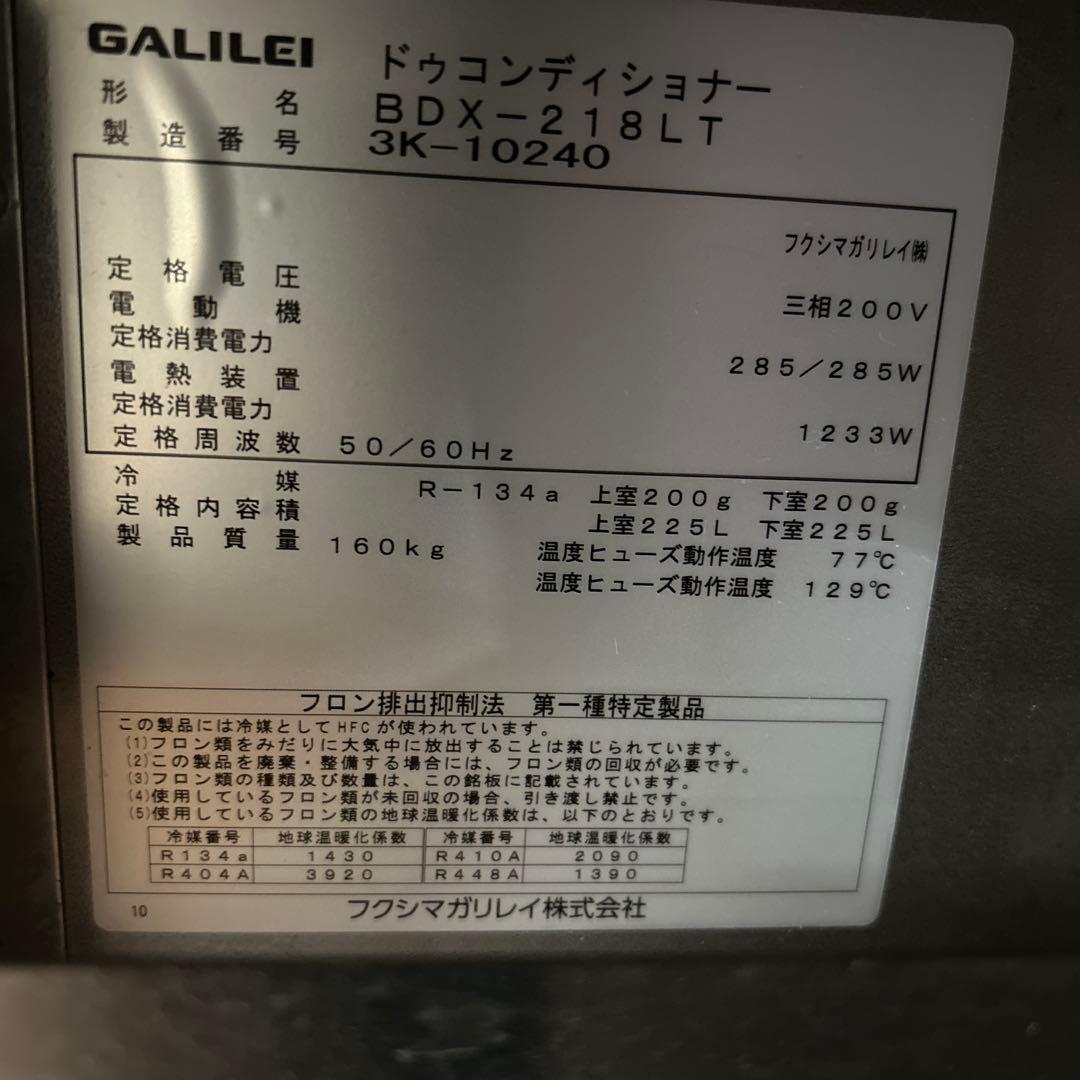 GALILEI ドゥコンディショナー
形名 BDX-218LT
製造番号 3K-10240
フクシマガリレイ㈱
定格電圧 三相200V
電動機
定格消費電力 285/285W
電熱装置
定格消費電力 1233W
定格周波数 50/60Hz
冷媒 R-134a 上室200g 下室200g
定格内容積 上室225L 下室225L
製品質量 160kg 温度ヒューズ動作温度 77℃
温度ヒューズ動作温度 129℃
フロン排出抑制法 第一種特定製品
この製品には冷媒としてHFCが使われています。
(1)フロン類をみだりに大気中に放出することは禁じられています。
(2)この製品を廃棄・整備する場合には、フロン類の回収が必要です。
(3)フロン類の種類及び数量は、この銘板に記載されています。
(4)使用しているフロン類が未回収の場合、引き渡し禁止です。
(5)使用しているフロン類の地球温暖化係数は、以下のとおりです。
冷媒番号 地球温暖化係数 冷媒番号 地球温暖化係数
R134a 1430 R410A 2090
R404A 3920 R448A 1390
10 フクシマガリレイ株式会社